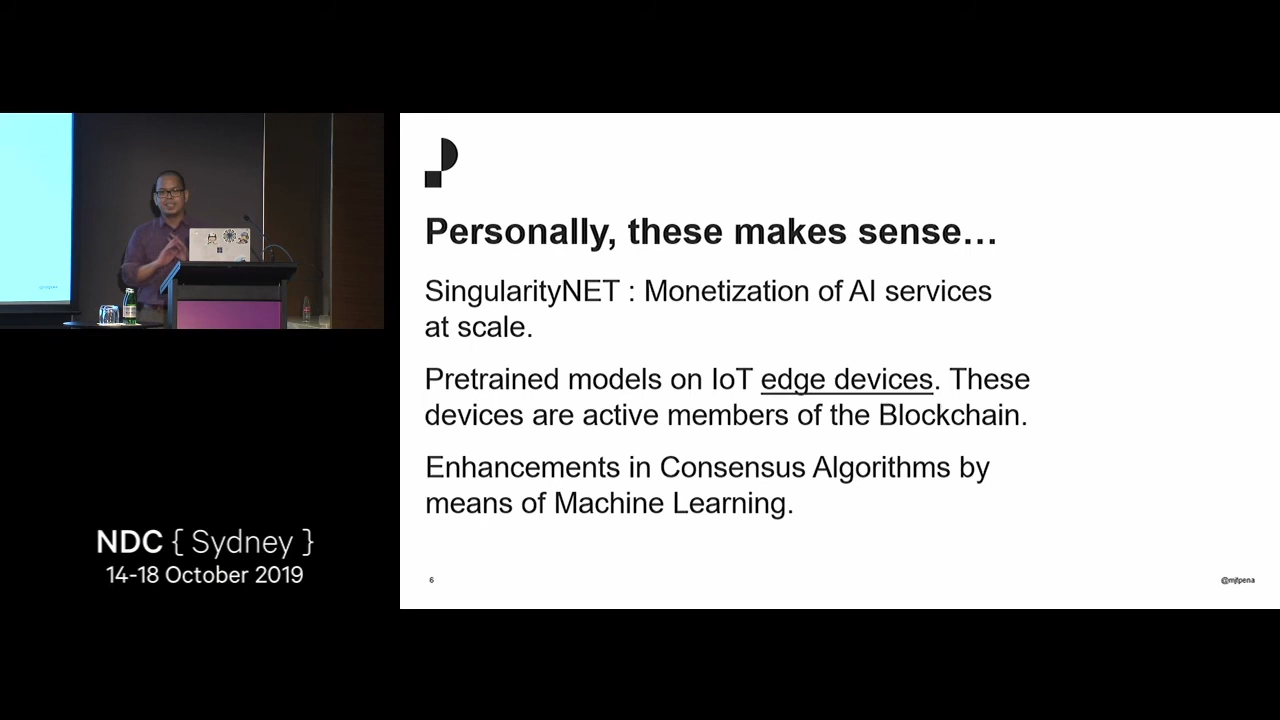 Personally, these makes sense…
SingularityNET : Monetization of AI services
at scale.
Pretrained models on IoT edge devices. These
devices are active members of the Blockchain.
Enhancements in Consensus Algorithms by
means of Machine Learning.
6
@mjtpena
NDC { Sydney }
14-18 October 2019